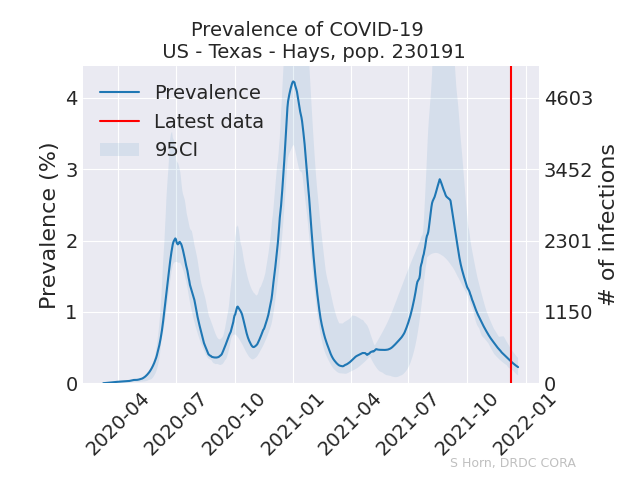 Prevalence of COVID-19
US - Texas - Hays, pop. 230191
Prevalence
Latest data
95CI
Prevalence (%)
4
3
2
1
0
# of infections
4603
3452
2301
1150
0
2020-04
2020-07
2020-10
2021-01
2021-04
2021-07
2021-10
2022-01
S Horn, DRDC CORA